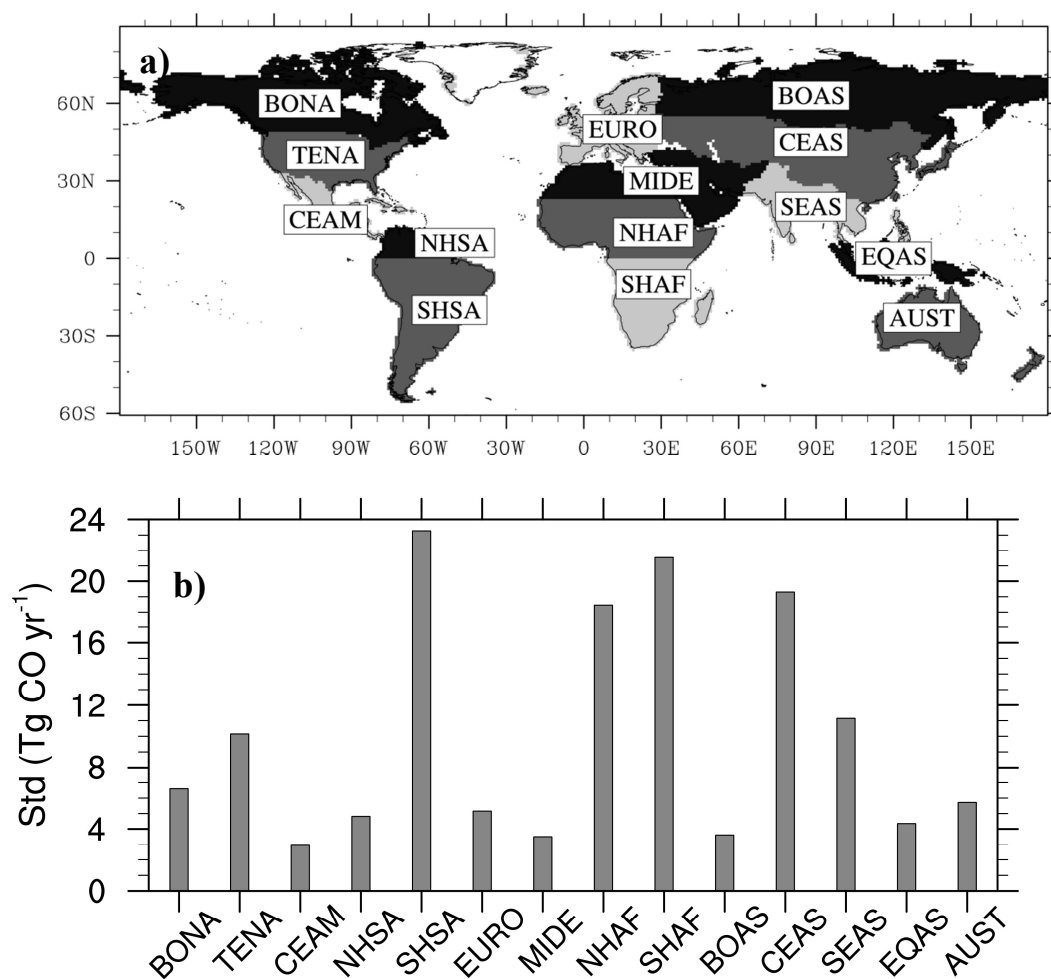 a)
60N
30N
0
30S
60S
BONA
BOAS
EURO
CEAS
TENA
MIDE
CEAM
SEAS
NHSA
NHAF
EQAS
SHAF
SHSA
AUST
150W 120W 90W 60W 30W 0 30E 60E 90E 120E 150E
b)
Std (Tg CO yr⁻¹)
24
20
16
12
8
4
0
BONA TENA CEAM NHSA SHSA EURO MIDE NHAF SHAF BOAS CEAS SEAS EQAS AUST